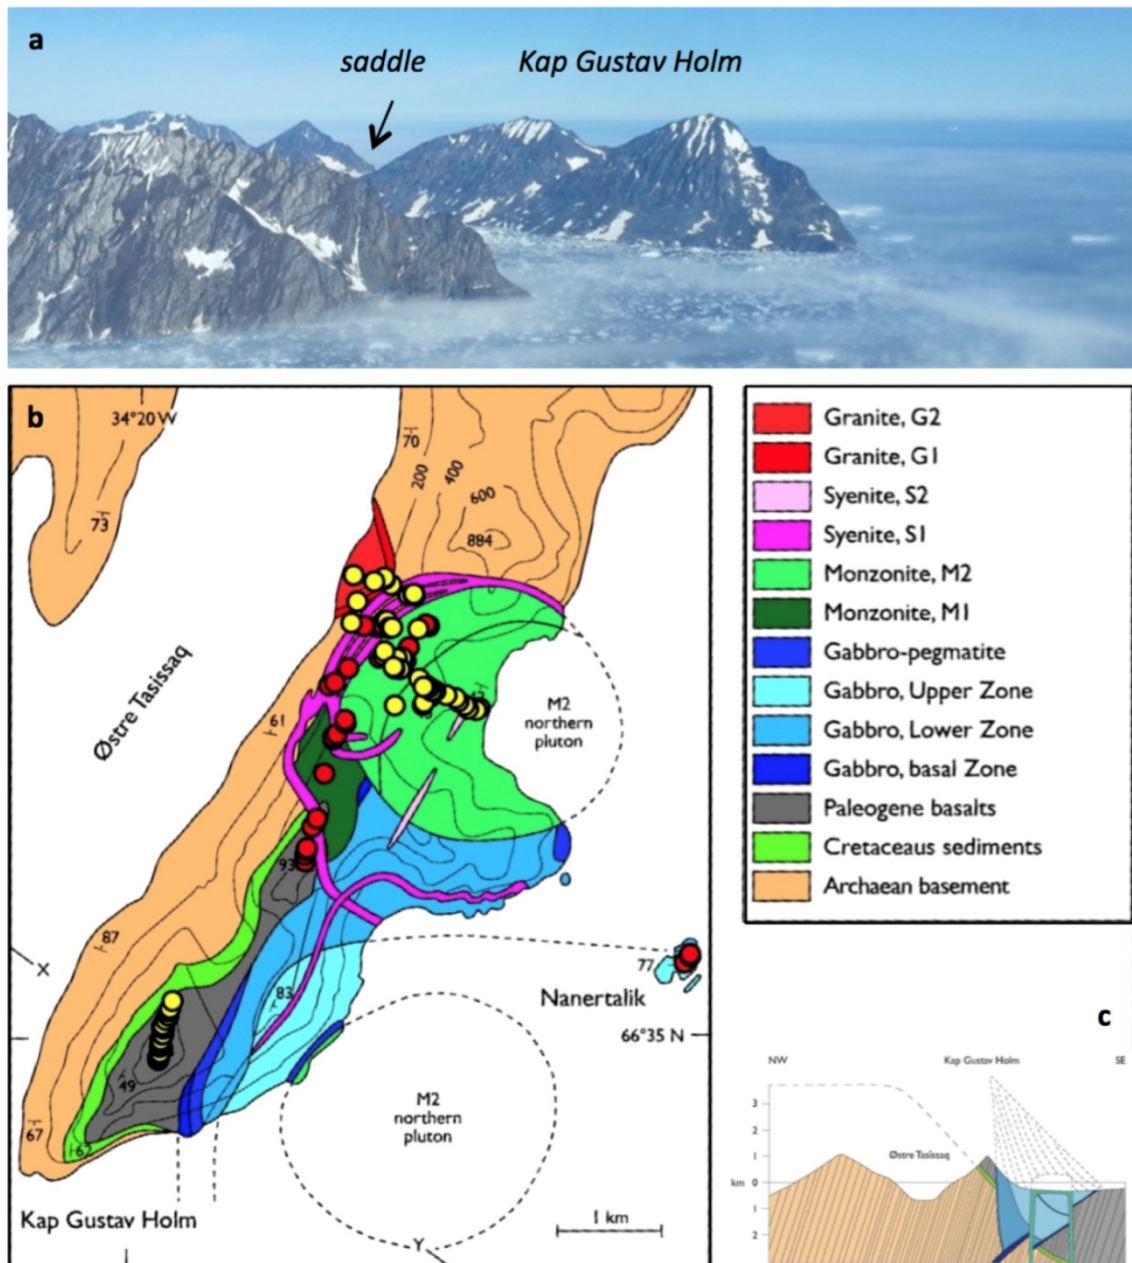 a
saddle
Kap Gustav Holm
b
34°20 W
70
200
400
600
884
73
Østre Tasissaq
61
M2
northern
pluton
93
87
X
77
Nanertalik
83
66°35 N
49
67
67
M2
northern
pluton
Kap Gustav Holm
Y
1 km
Granite, G2
Granite, G1
Syenite, S2
Syenite, S1
Monzonite, M2
Monzonite, M1
Gabbro-pegmatite
Gabbro, Upper Zone
Gabbro, Lower Zone
Gabbro, basal Zone
Paleogene basalts
Cretaceaus sediments
Archaean basement
c
NW
Kap Gustav Holm
SE
3
2
1
km 0
1
2
Østre Tasissaq